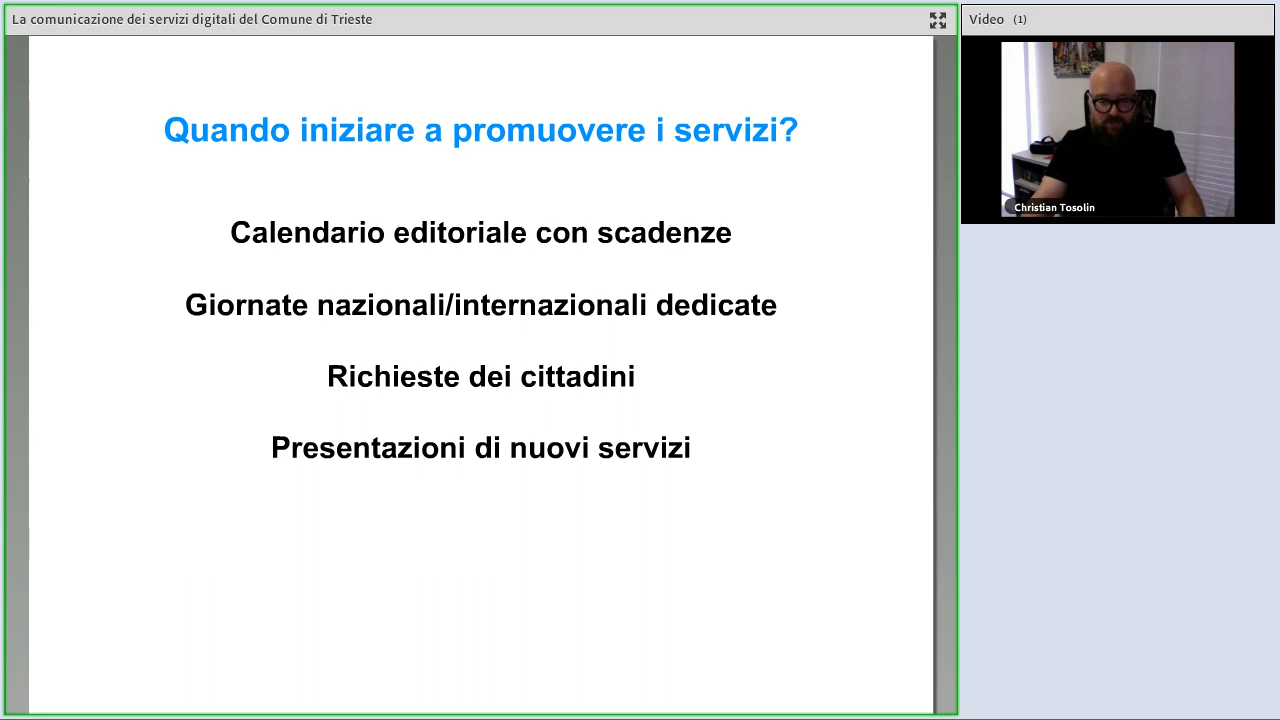 La comunicazione dei servizi digitali del Comune di Trieste
Video (1)
Quando iniziare a promuovere i servizi?
Calendario editoriale con scadenze
Giornate nazionali/internazionali dedicate
Richieste dei cittadini
Presentazioni di nuovi servizi
Christian Tosolin